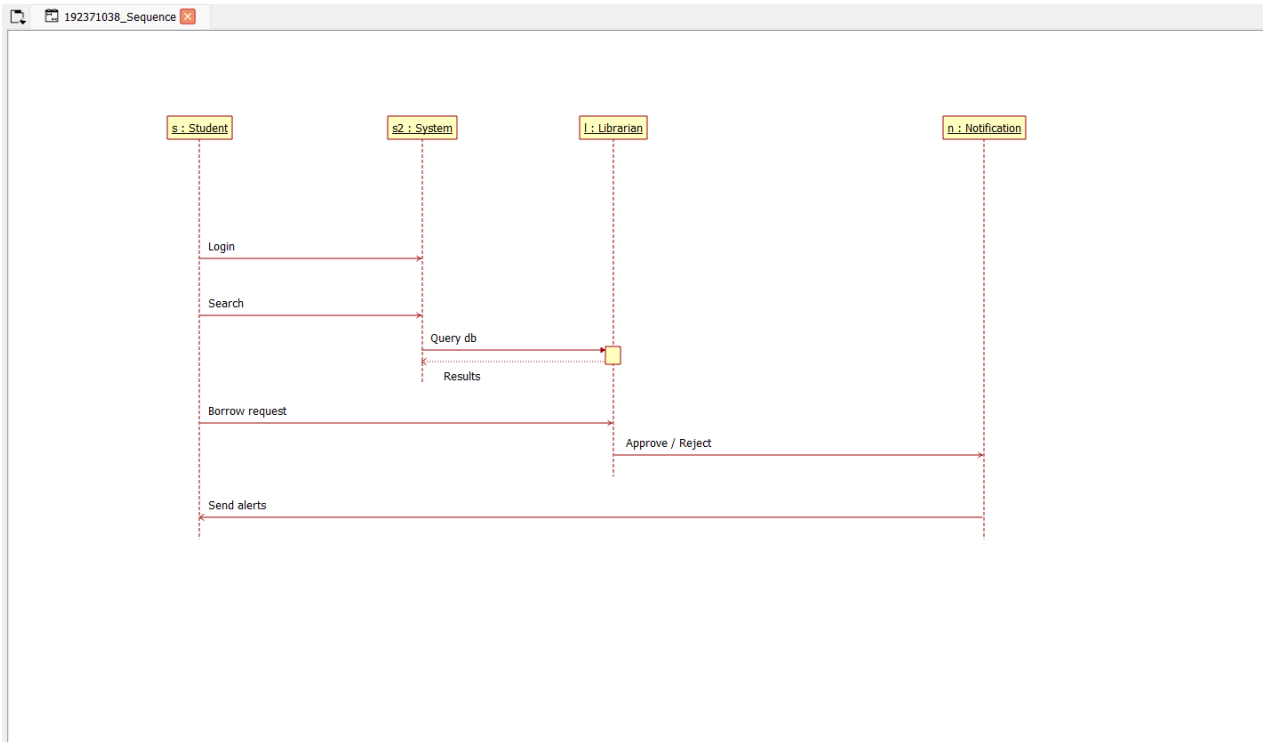 192371038_Sequence
s : Student
s2 : System
l : Librarian
n : Notification
Login
Search
Query db
Results
Borrow request
Approve / Reject
Send alerts